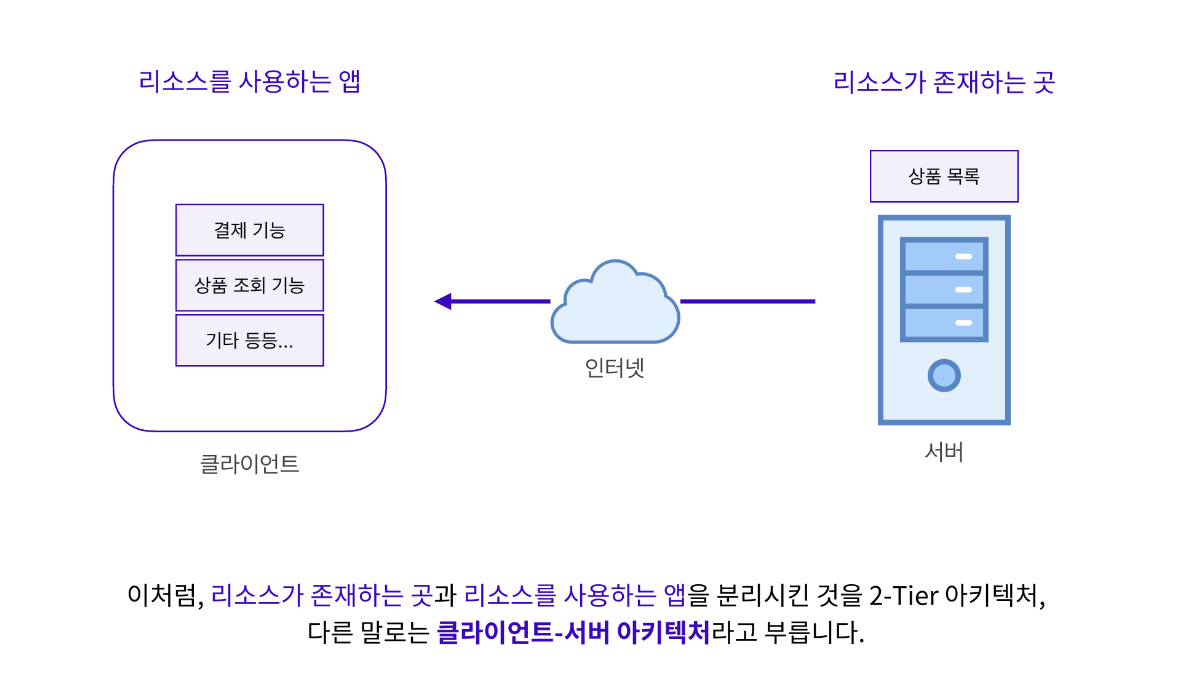 리소스를 사용하는 앱
리소스가 존재하는 곳
상품 목록
결제 기능
상품 조회 기능
기타 등등...
인터넷
클라이언트
서버
이처럼, 리소스가 존재하는 곳과 리소스를 사용하는 앱을 분리시킨 것을 2-Tier 아키텍처,
다른 말로는 클라이언트-서버 아키텍처라고 부릅니다.